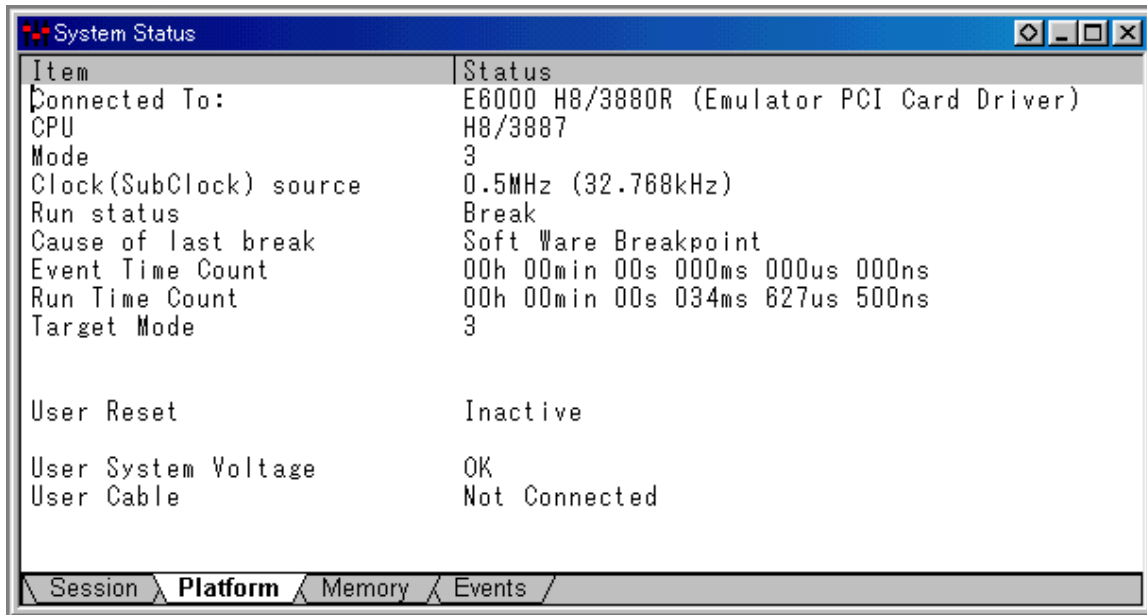 System Status
Item Status
Connected To: E6000 H8/3880R (Emulator PCI Card Driver)
CPU H8/3887
Mode 3
Clock(SubClock) source 0.5MHz (32.768kHz)
Run status Break
Cause of last break Soft Ware Breakpoint
Event Time Count 00h 00min 00s 000ms 000us 000ns
Run Time Count 00h 00min 00s 034ms 627us 500ns
Target Mode 3
User Reset Inactive
User System Voltage OK
User Cable Not Connected
Session Platform Memory Events